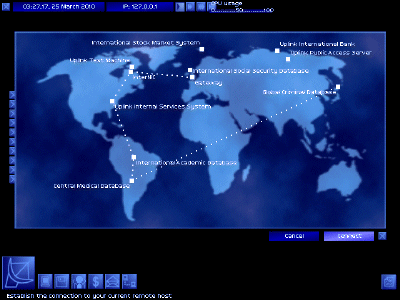 03:27.17, 25 March 2010
IP: 127.0.0.1
CPU Usage
50
100
International Stock Market System
Uplink International Bank
Uplink Public Access Server
Uplink Test Machine
InterNIC
International Social Security Database
Gateway
Global Criminal Database
Uplink Internal Services System
International Academic Database
Central Medical Database
Cancel
Connect
Establish the connection to your current remote host